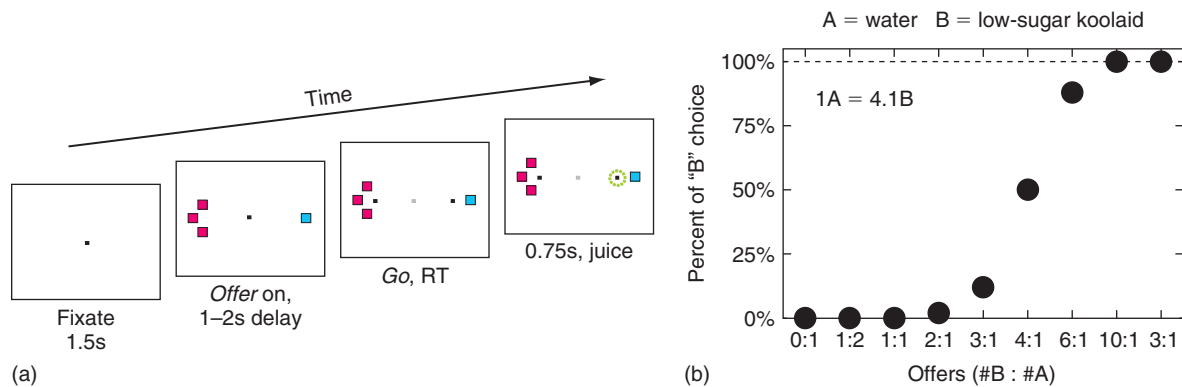 Time
Fixate
1.5s
Offer on,
1–2s delay
Go, RT
0.75s, juice
(a)
A = water B = low-sugar koolaid
Percent of “B” choice
100%
75%
50%
25%
0%
1A = 4.1B
0:1 1:2 1:1 2:1 3:1 4:1 6:1 10:1 3:1
Offers (#B : #A)
(b)